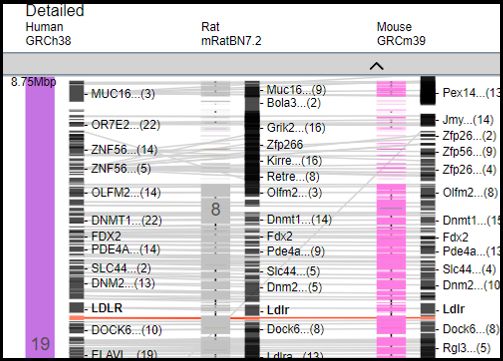 Detailed
Human Rat Mouse
GRCh38 mRatBN7.2 GRCm39
8.75Mbp
MUC16...(3) Muc16...(9) Pex14...(13
Bola3...(2)
OR7E2...(22) Grik2...(16) Jmy...(14)
Zfp26...(2)
ZNF56...(14) Zfp266 Zfp56...(9)
ZNF56...(5) Kirre...(16) Zfp26...(4)
Retre...(8)
OLFM2...(14) Olfm2...(3) Olfm2...(8)
8
DNMT1...(22) Dnmt1...(14) Dnmt1...(15
FDX2 Fdx2 Fdx2
PDE4A...(14) Pde4a...(9) Pde4a...(13
SLC44...(2) Slc44...(5) Slc44...(4)
DNM2...(13) Dnm2...(5) Dnm2...(10
LDLR Ldlr Ldlr
DOCK6...(10) Dock6...(8) Dock6...(8)
19
ELAVL...(19) Ldlra...(13) Rgl3...(5)